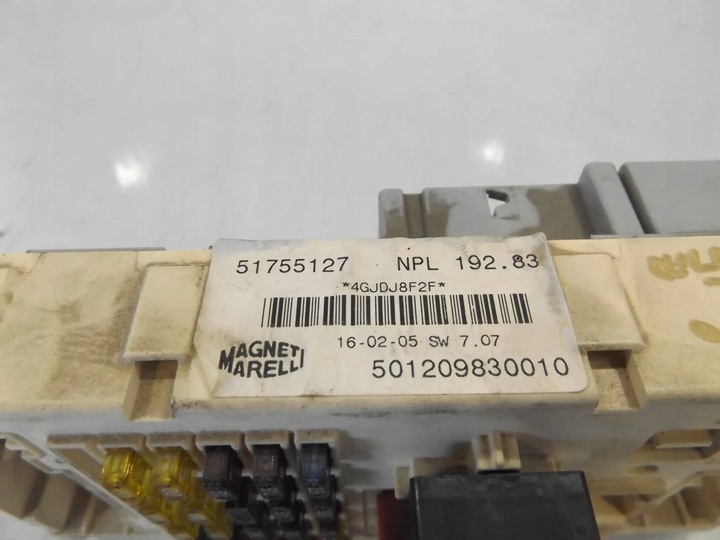 51755127 NPL 192.83
*4GJDJ8F2F*
16-02-05 SW 7.07
MAGNETI MARELLI
501209830010